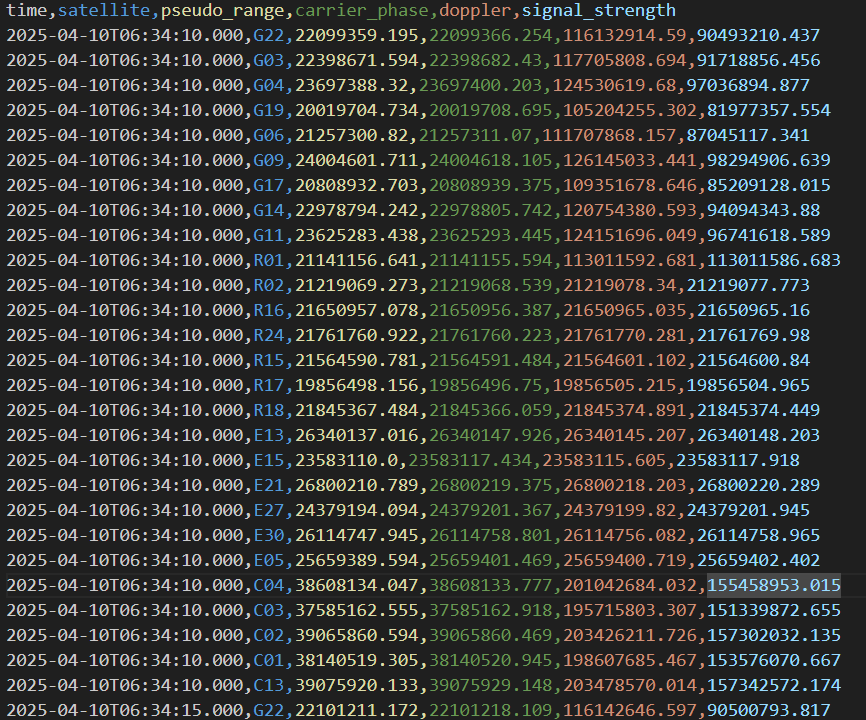 time,satellite,pseudo_range,carrier_phase,doppler,signal_strength
2025-04-10T06:34:10.000,G22,22099359.195,22099366.254,116132914.59,90493210.437
2025-04-10T06:34:10.000,G03,22398671.594,22398682.43,117705808.694,91718856.456
2025-04-10T06:34:10.000,G04,23697388.32,23697400.203,124530619.68,97036894.877
2025-04-10T06:34:10.000,G19,20019704.734,20019708.695,105204255.302,81977357.554
2025-04-10T06:34:10.000,G06,21257300.82,21257311.07,111707868.157,87045117.341
2025-04-10T06:34:10.000,G09,24004601.711,24004618.105,126145033.441,98294906.639
2025-04-10T06:34:10.000,G17,20808932.703,20808939.375,109351678.646,85209128.015
2025-04-10T06:34:10.000,G14,22978794.242,22978805.742,120754380.593,94094343.88
2025-04-10T06:34:10.000,G11,23625283.438,23625293.445,124151696.049,96741618.589
2025-04-10T06:34:10.000,R01,21141156.641,21141155.594,113011592.681,113011586.683
2025-04-10T06:34:10.000,R02,21219069.273,21219068.539,21219078.34,21219077.773
2025-04-10T06:34:10.000,R16,21650957.078,21650956.387,21650965.035,21650965.16
2025-04-10T06:34:10.000,R24,21761760.922,21761760.223,21761770.281,21761769.98
2025-04-10T06:34:10.000,R15,21564590.781,21564591.484,21564601.102,21564600.84
2025-04-10T06:34:10.000,R17,19856498.156,19856496.75,19856505.215,19856504.965
2025-04-10T06:34:10.000,R18,21845367.484,21845366.059,21845374.891,21845374.449
2025-04-10T06:34:10.000,E13,26340137.016,26340147.926,26340145.207,26340148.203
2025-04-10T06:34:10.000,E15,23583110.0,23583117.434,23583115.605,23583117.918
2025-04-10T06:34:10.000,E21,26800210.789,26800219.375,26800218.203,26800220.289
2025-04-10T06:34:10.000,E27,24379194.094,24379201.367,24379199.82,24379201.945
2025-04-10T06:34:10.000,E30,26114747.945,26114758.801,26114756.082,26114758.965
2025-04-10T06:34:10.000,E05,25659389.594,25659401.469,25659400.719,25659402.402
2025-04-10T06:34:10.000,C04,38608134.047,38608133.777,201042684.032,155458953.015
2025-04-10T06:34:10.000,C03,37585162.555,37585162.918,195715803.307,151339872.655
2025-04-10T06:34:10.000,C02,39065860.594,39065860.469,203426211.726,157302032.135
2025-04-10T06:34:10.000,C01,38140519.305,38140520.945,198607685.467,153576070.667
2025-04-10T06:34:10.000,C13,39075920.133,39075929.148,203478570.014,157342572.174
2025-04-10T06:34:15.000,G22,22101211.172,22101218.109,116142646.597,90500793.817